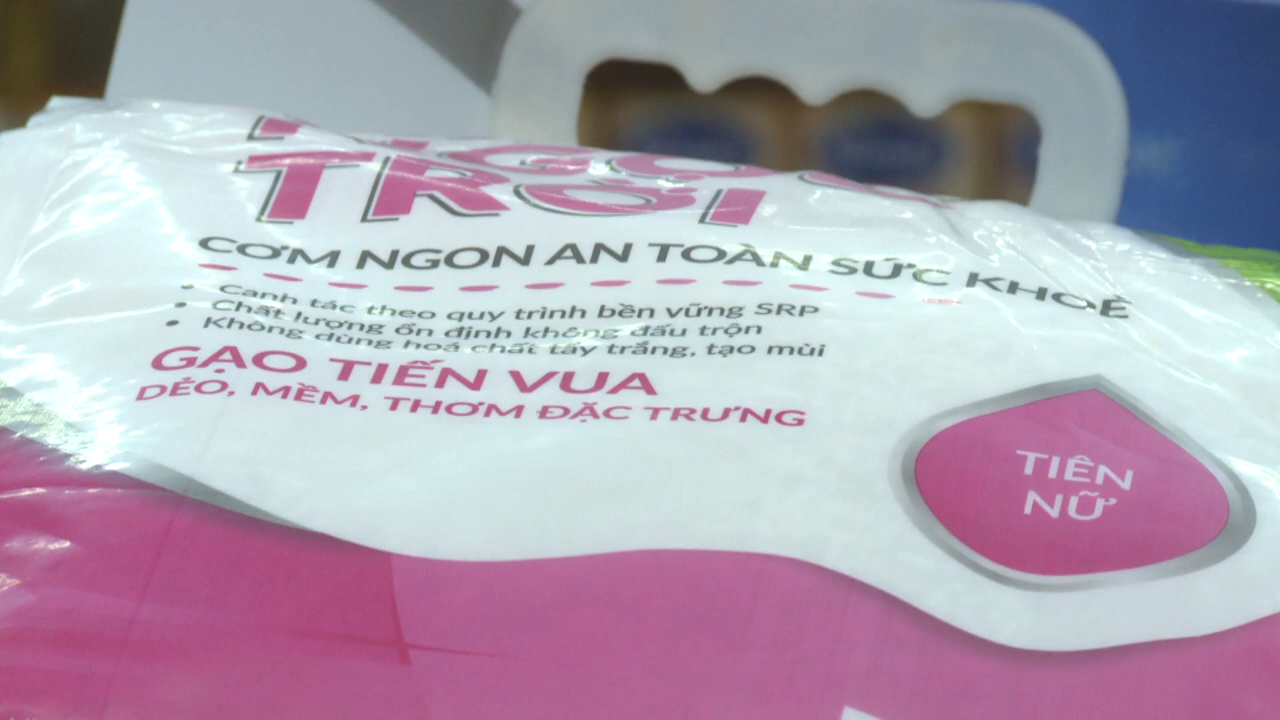 TRỜI
CƠM NGON AN TOÀN SỨC KHOẺ
• Canh tác theo quy trình bền vững SRP
• Chất lượng ổn định không đấu trộn
• Không dùng hoá chất tẩy trắng, tạo mùi
GẠO TIẾN VUA
DẺO, MỀM, THƠM ĐẶC TRƯNG
TIÊN
NỮ